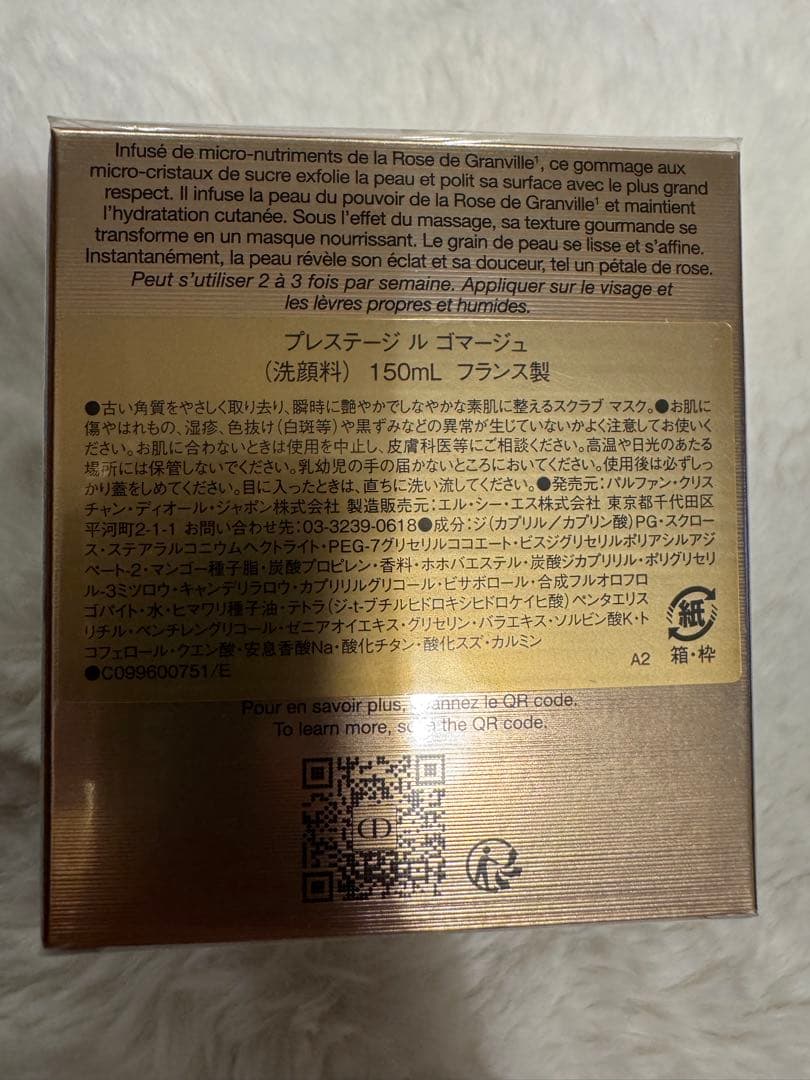 Infusé de micro-nutriments de la Rose de Granville¹, ce gommage aux
micro-cristaux de sucre exfolie la peau et polit sa surface avec le plus grand
respect. Il infuse la peau du pouvoir de la Rose de Granville¹ et maintient
l'hydratation cutanée. Sous l'effet du massage, sa texture gourmande se
transforme en un masque nourrissant. Le grain de peau se lisse et s'affine.
Instantanément, la peau révèle son éclat et sa douceur, tel un pétale de rose.
Peut s'utiliser 2 à 3 fois par semaine. Appliquer sur le visage et
les lèvres propres et humides.
プレステージ ル ゴマージュ
(洗顔料) 150mL フランス製
●古い角質をやさしく取り去り、瞬時に艶やかでしなやかな素肌に整えるスクラブ マスク。●お肌に
傷やはれもの、湿疹、色抜け(白斑等)や黒ずみなどの異常が生じていないかよく注意してお使いく
ださい。お肌に合わないときは使用を中止し、皮膚科医等にご相談ください。高温や日光のあたる
場所には保管しないでください。乳幼児の手の届かないところにおいてください。使用後は必ずしっ
かり蓋をしめてください。目に入ったときは、直ちに洗い流してください。●発売元:パルファン・クリス
チャン・ディオール・ジャポン株式会社 製造販売元:エル・シー・エス株式会社 東京都千代田区
平河町2-1-1 お問い合わせ先:03-3239-0618●成分:ジ(カプリル/カプリン酸)PG・スクロー
ス・ステアラルコニウムヘクトライト・PEG-7グリセリルココエート・ビスジグリセリルポリアシルアジ
ペート-2・マンゴー種子脂・炭酸プロピレン・香料・ホホバエステル・炭酸ジカプリリル・ポリグリセリ
ル-3ミツロウ・キャンデリラロウ・カプリリルグリコール・ビサボロール・合成フルオロフロ
ゴパイト・水・ヒマワリ種子油・テトラ(ジ-t-ブチルヒドロキシヒドロケイヒ酸)ペンタエリス
リチル・ペンチレングリコール・ゼニアオイエキス・グリセリン・バラエキス・ソルビン酸K・ト
コフェロール・クエン酸・安息香酸Na・酸化チタン・酸化スズ・カルミン
●C099600751/E
A2
紙
箱・枠
Pour en savoir plus, scannez le QR code.
To learn more, scan the QR code.
CD